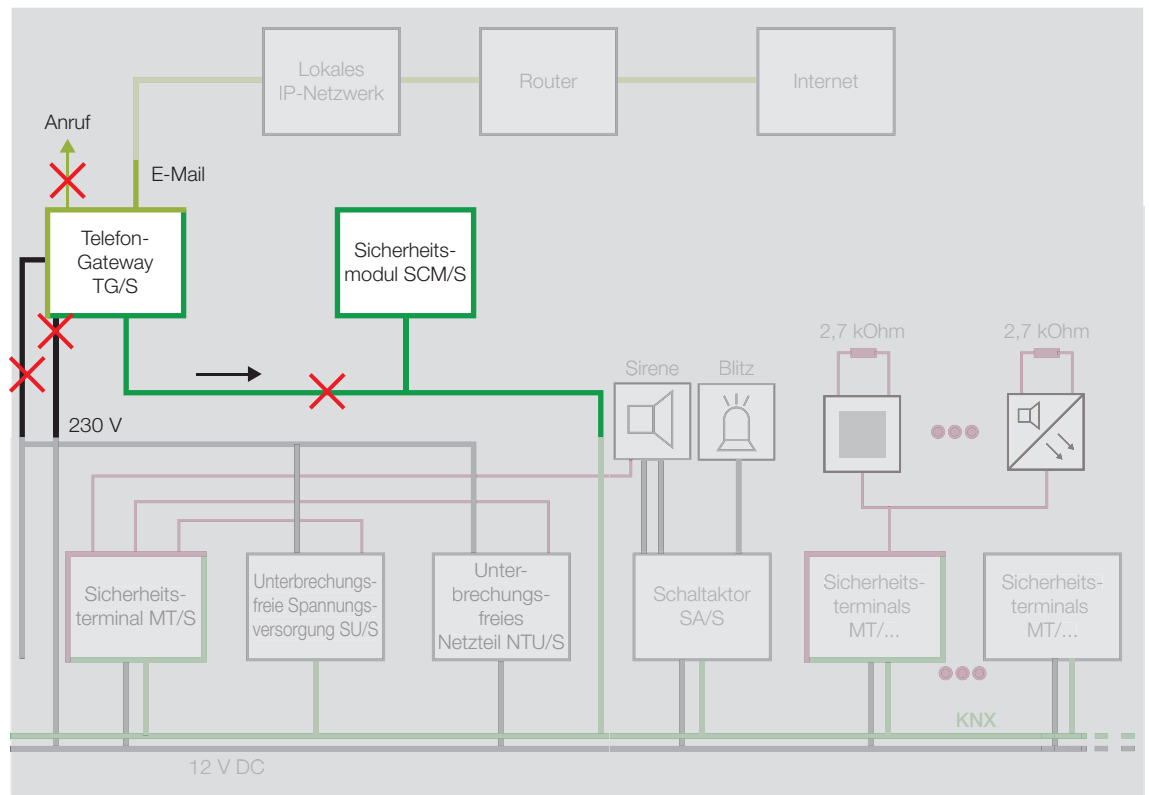 Lokales
IP-Netzwerk
Router
Internet
Anruf
E-Mail
Telefon-
Gateway
TG/S
Sicherheits-
modul SCM/S
2,7 kOhm
2,7 kOhm
Sirene
Blitz
230 V
Sicherheits-
terminal MT/S
Unterbrechungs-
freie Spannungs-
versorgung SU/S
Unter-
brechungs-
freies
Netzteil NTU/S
Schaltaktor
SA/S
Sicherheits-
terminals
MT/...
Sicherheits-
terminals
MT/...
KNX
12 V DC